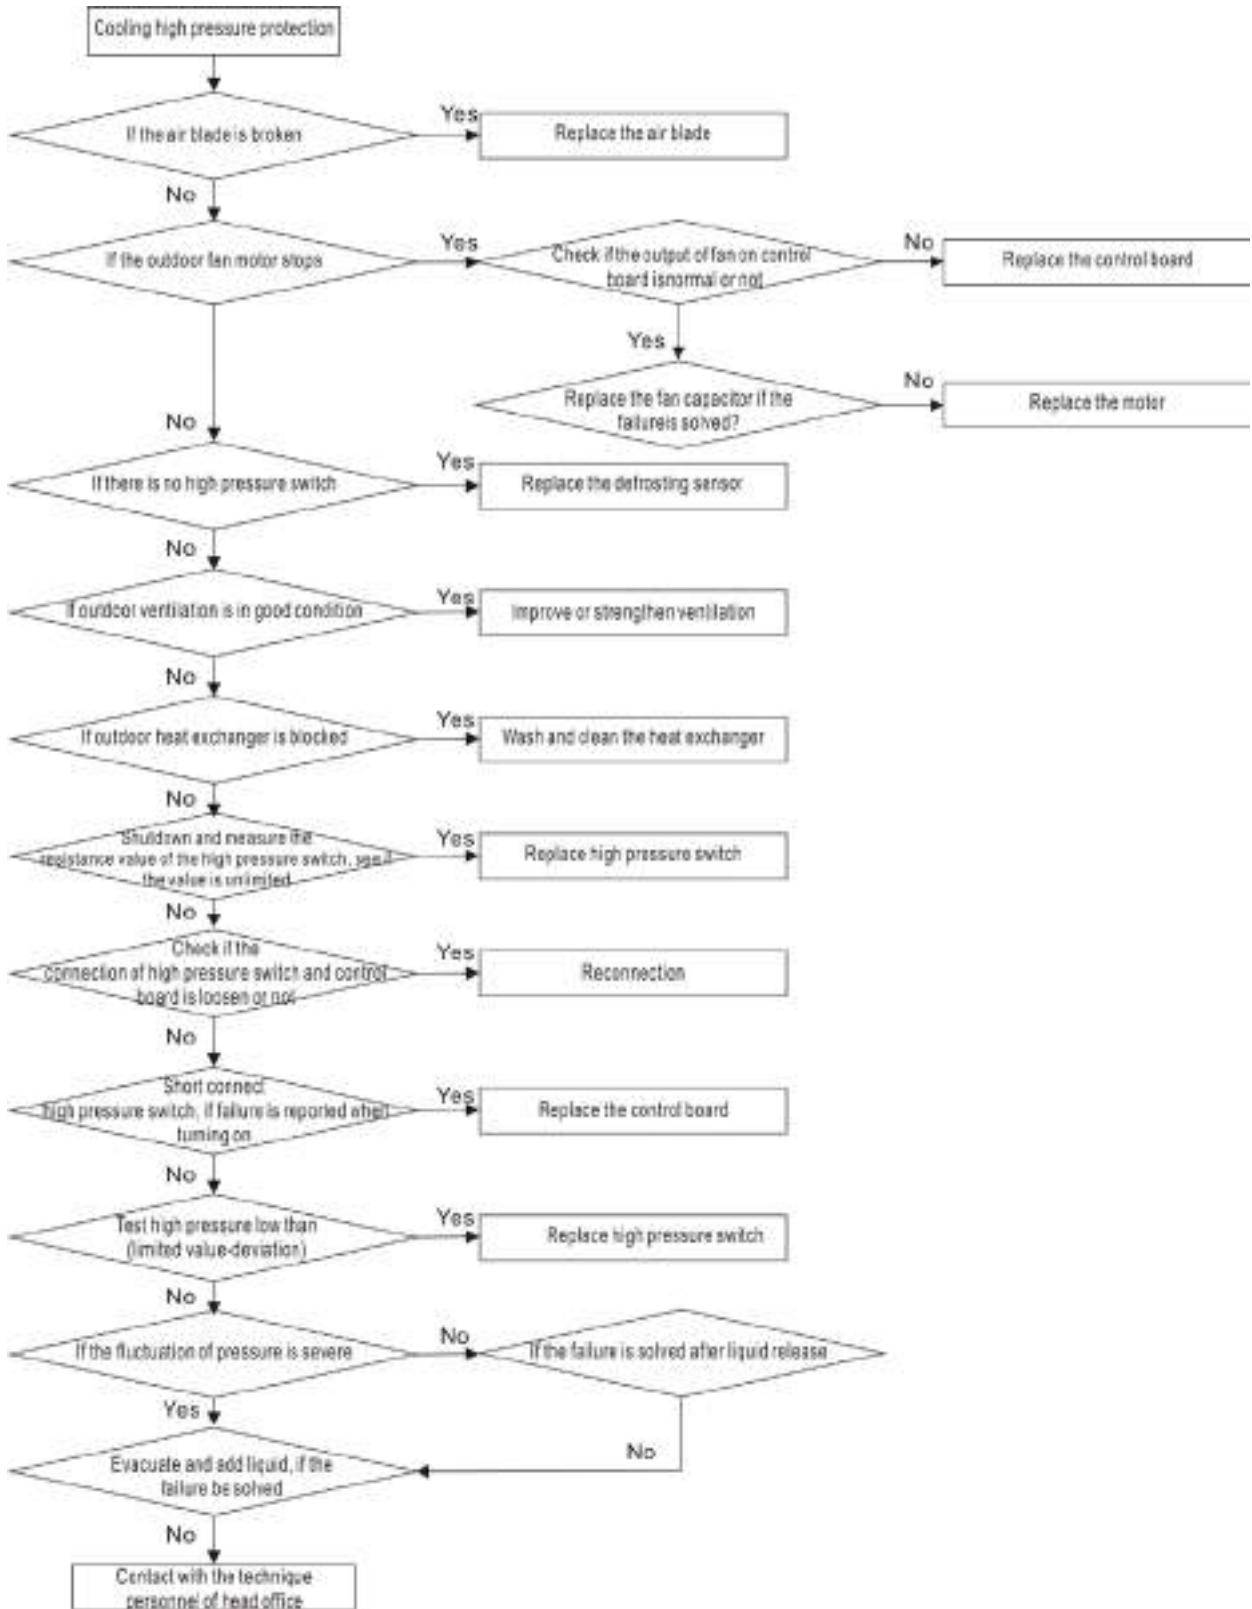 Cooling high pressure protection
If the air blade is broken
Yes
Replace the air blade
No
If the outdoor fan motor stops
Yes
Check if the output of fan on control
board isnormal or not
No
Replace the control board
Yes
Replace the fan capacitor if the
failureis solved?
No
Replace the motor
No
If there is no high pressure switch
Yes
Replace the defrosting sensor
No
If outdoor ventilation is in good condition
Yes
Improve or strengthen ventilation
No
If outdoor heat exchanger is blocked
Yes
Wash and clean the heat exchanger
No
Shutdown and measure the
resistance value of the high pressure switch, see if
the value is unlimited
Yes
Replace high pressure switch
No
Check if the
connection of high pressure switch and control
board is loosen or not
Yes
Reconnection
No
Short connect
high pressure switch, if failure is reported when
turning on
Yes
Replace the control board
No
Test high pressure low than
(limited value-deviation)
Yes
Replace high pressure switch
No
If the fluctuation of pressure is severe
No
If the failure is solved after liquid release
Yes
No
Evacuate and add liquid, if the
failure be solved
No
Contact with the technique
personnel of head office